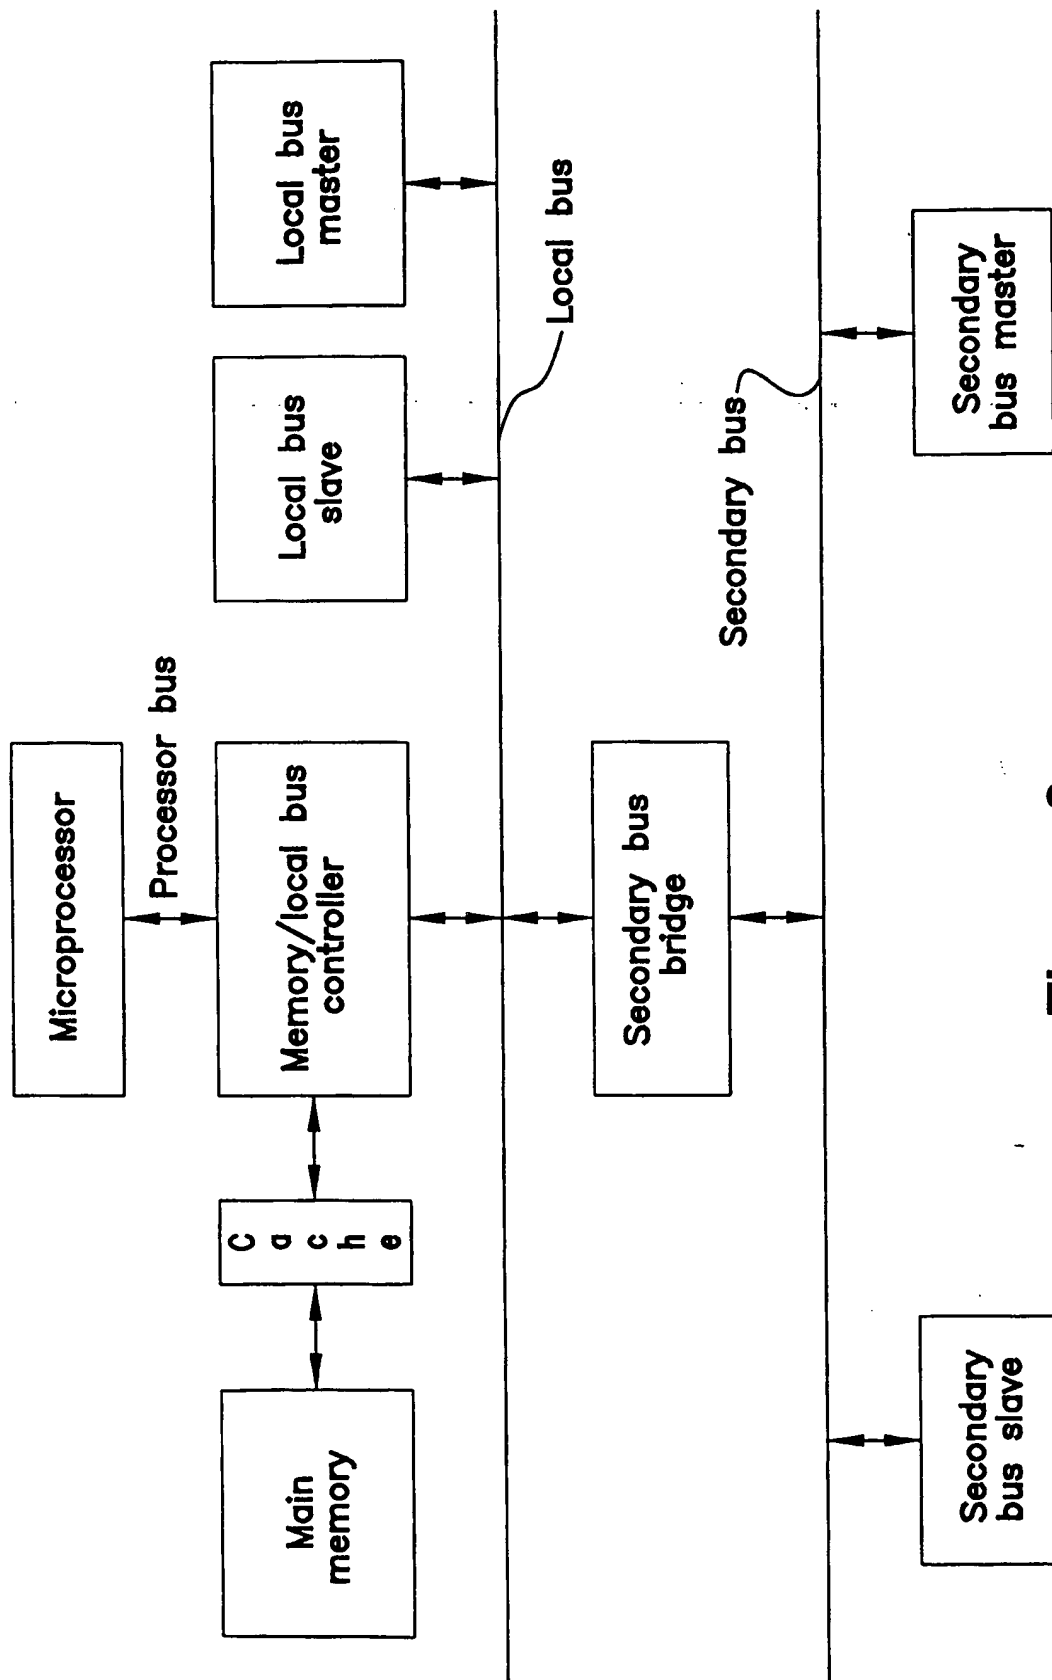 Microprocessor
Processor bus
Main
memory
C
a
c
h
e
Memory/local bus
controller
Local bus
slave
Local bus
master
Local bus
Secondary bus
bridge
Secondary bus
Secondary
bus slave
Secondary
bus master